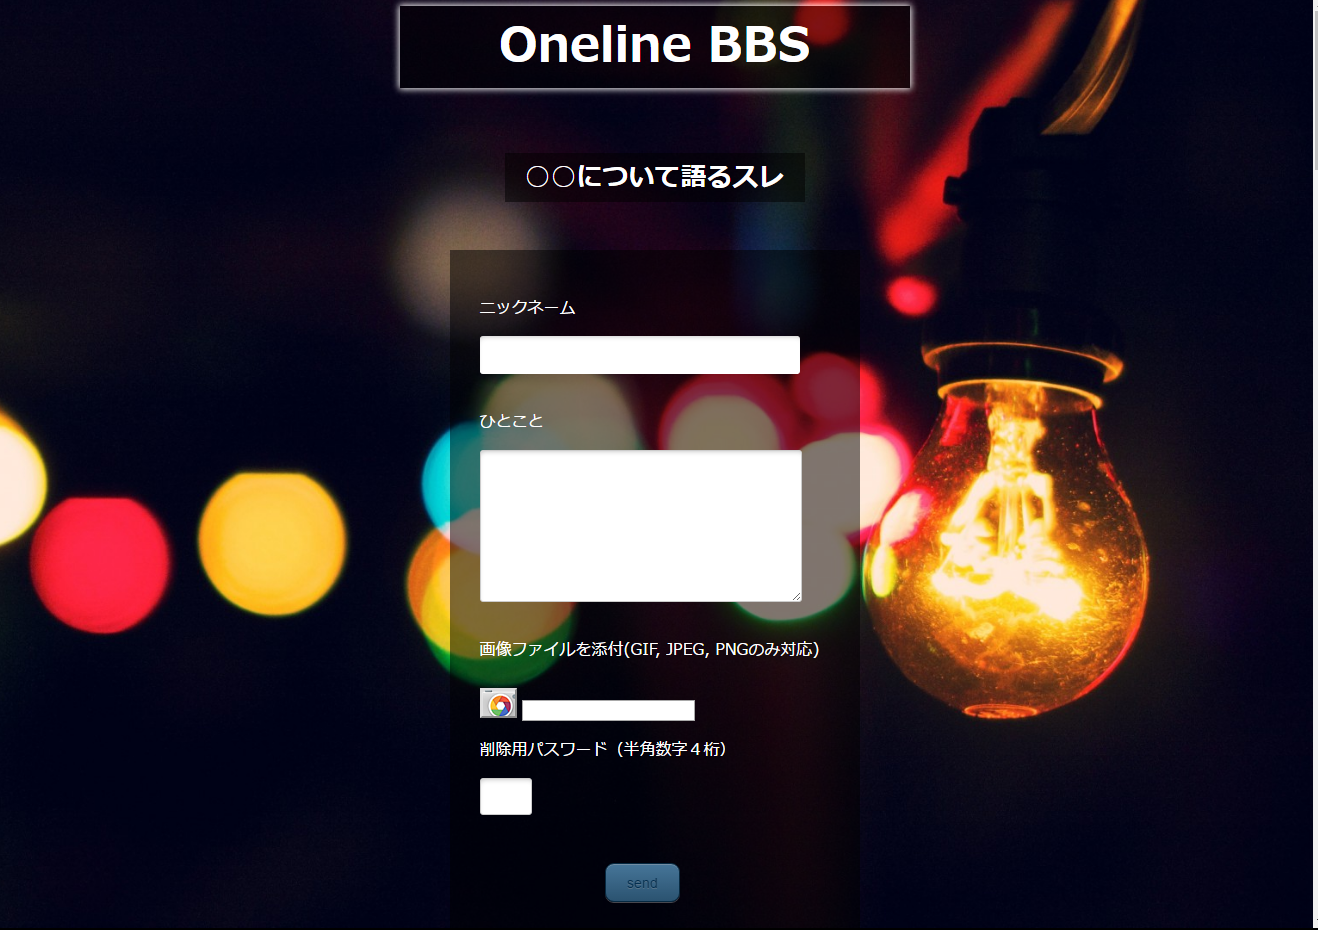 Oneline BBS
○○について語るスレ
ニックネーム
ひとこと
画像ファイルを添付(GIF, JPEG, PNGのみ対応)
削除用パスワード（半角数字４桁）
send